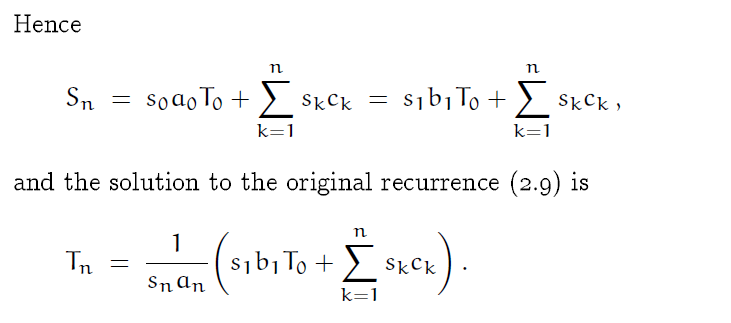 Hence
Sₙ = s₀a₀T₀ + ∑ₖ₌₁ⁿ sₖcₖ = s₁b₁T₀ + ∑ₖ₌₁ⁿ sₖcₖ ,
and the solution to the original recurrence (2.9) is
Tₙ = 1/(sₙaₙ) (s₁b₁T₀ + ∑ₖ₌₁ⁿ sₖcₖ) .